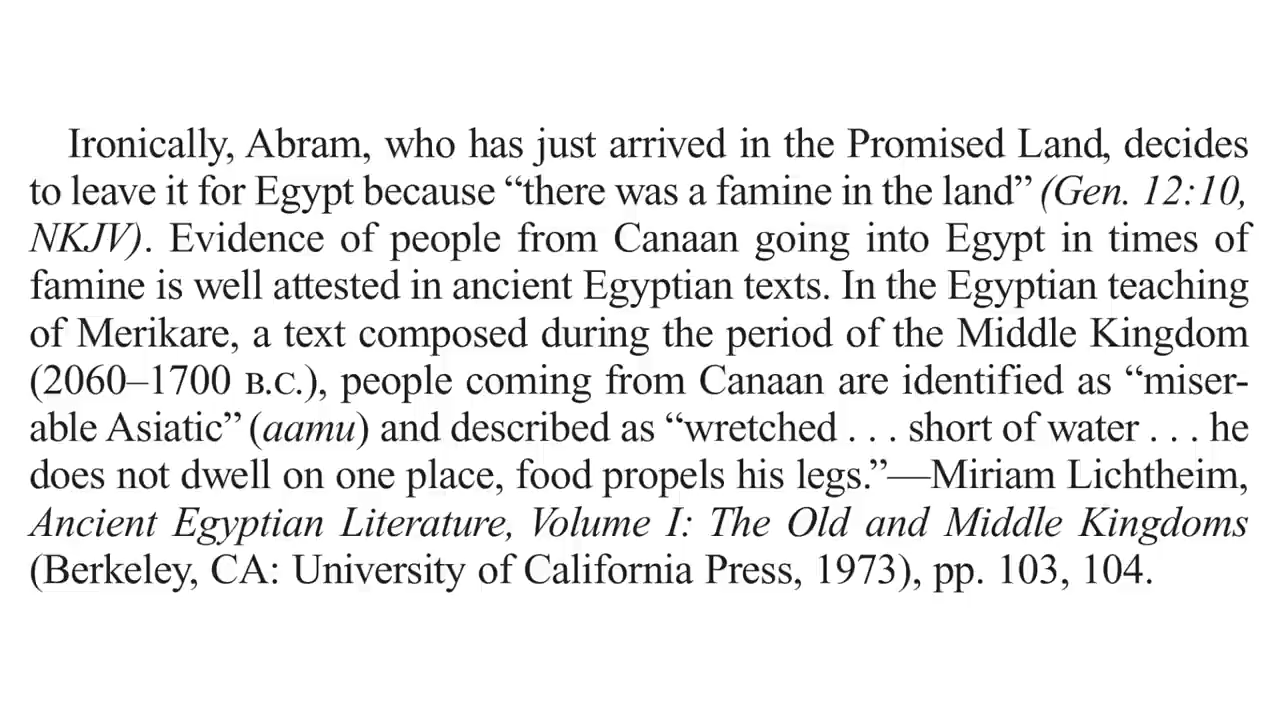 Ironically, Abram, who has just arrived in the Promised Land, decides
to leave it for Egypt because “there was a famine in the land” (Gen. 12:10,
NKJV). Evidence of people from Canaan going into Egypt in times of
famine is well attested in ancient Egyptian texts. In the Egyptian teaching
of Merikare, a text composed during the period of the Middle Kingdom
(2060–1700 B.C.), people coming from Canaan are identified as “miser-
able Asiatic” (aamu) and described as “wretched . . . short of water . . . he
does not dwell on one place, food propels his legs.”—Miriam Lichtheim,
Ancient Egyptian Literature, Volume I: The Old and Middle Kingdoms
(Berkeley, CA: University of California Press, 1973), pp. 103, 104.